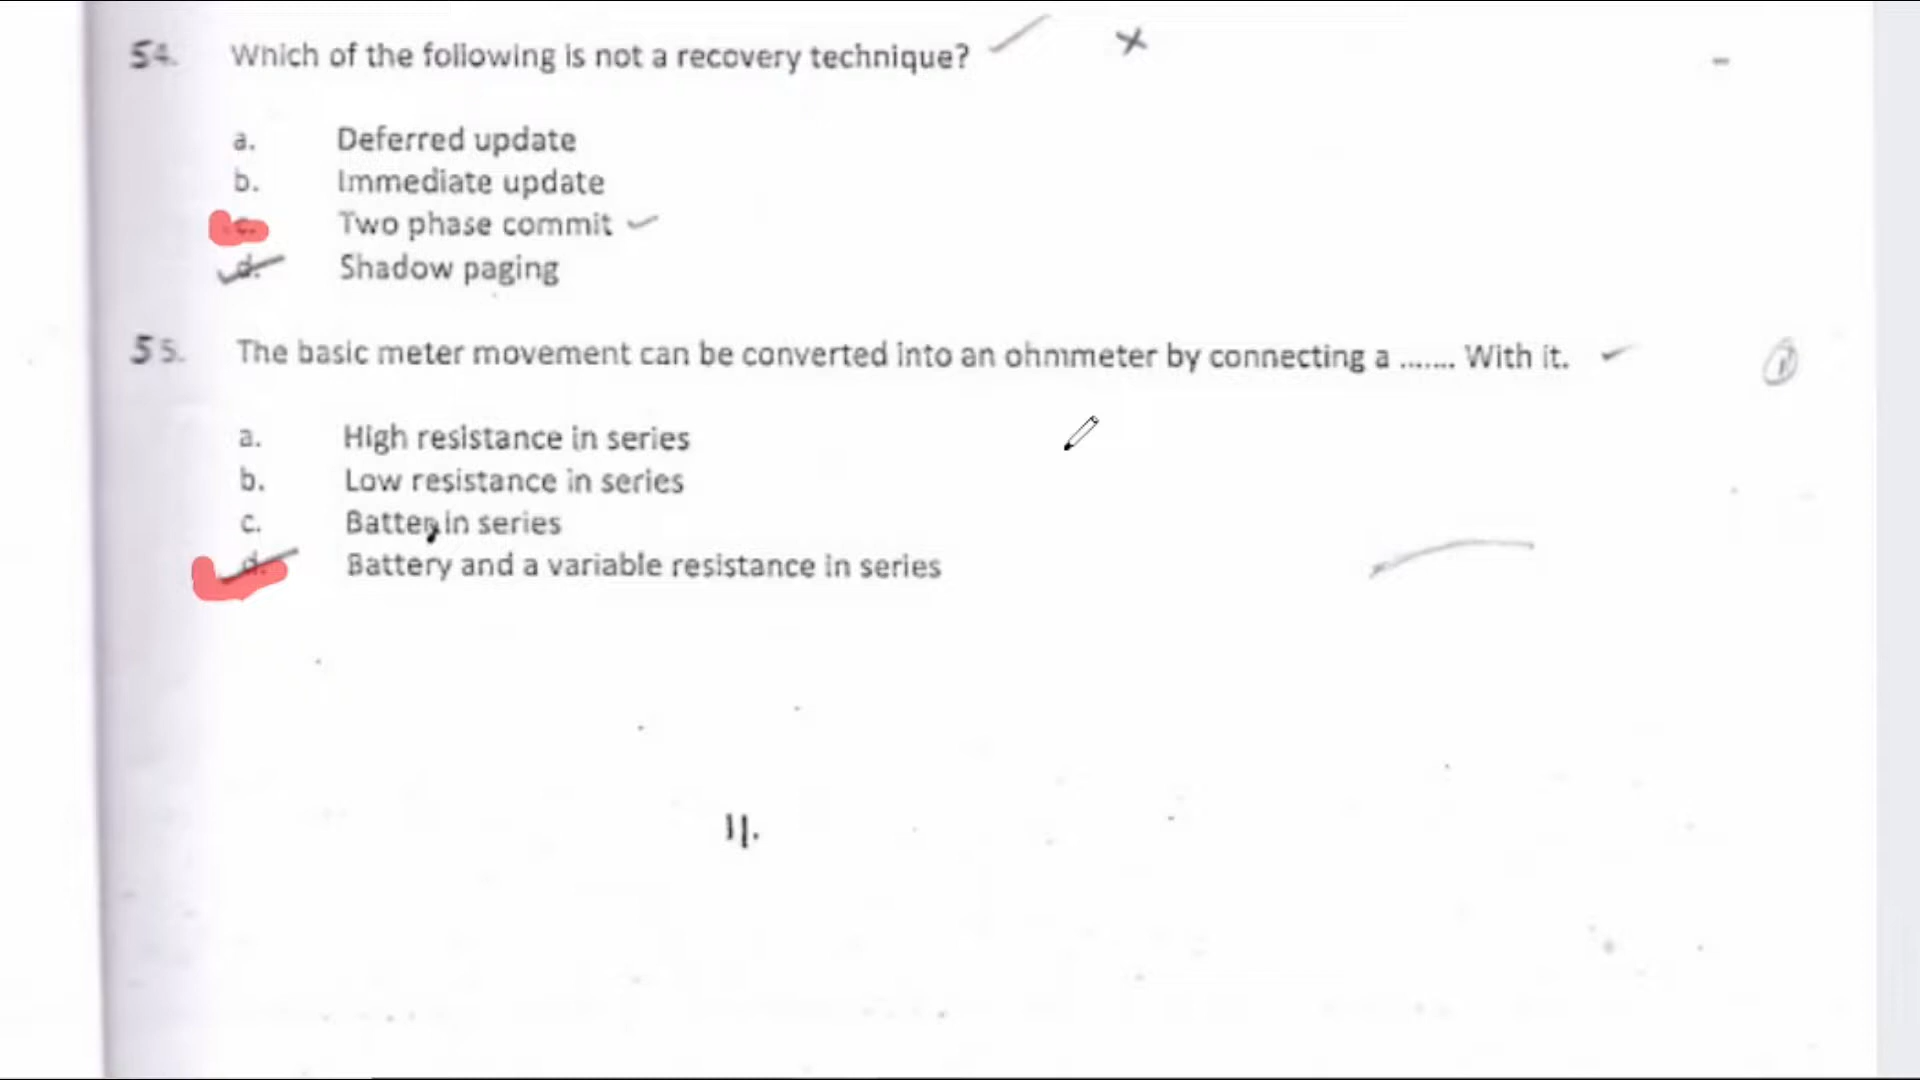 54. Which of the following is not a recovery technique?
a. Deferred update
b. Immediate update
c. Two phase commit
d. Shadow paging
55. The basic meter movement can be converted into an ohmmeter by connecting a ....... With it.
a. High resistance in series
b. Low resistance in series
c. Battery in series
d. Battery and a variable resistance in series
11.